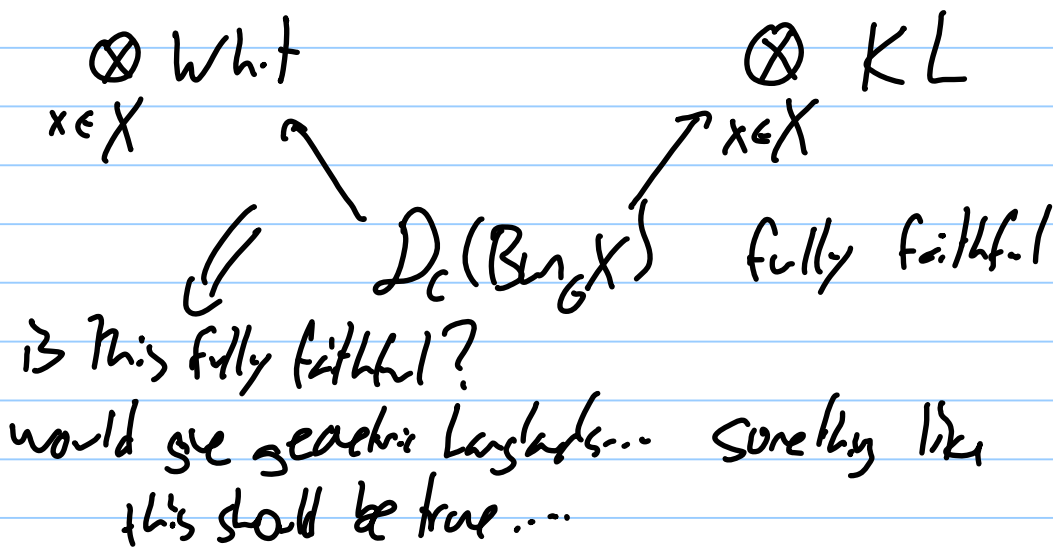 ⊗ Whit ⊗ KL
x∈X x∈X
D_c(Bun_G X) fully faithful
is this fully faithful?
would give geometric Langlands... something like
this should be true....